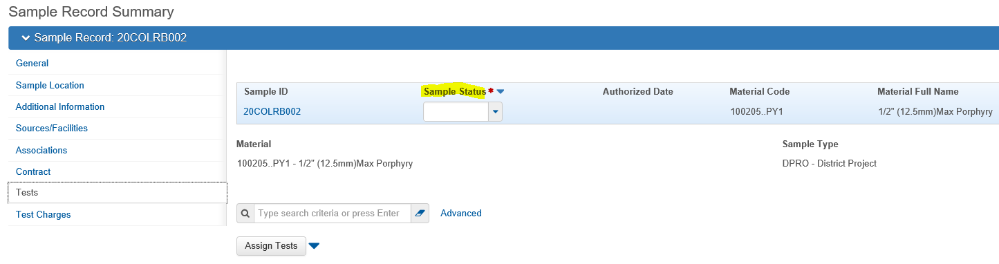 Sample Record Summary
Sample Record: 20COLRB002
General
Sample Location
Additional Information
Sources/Facilities
Associations
Contract
Tests
Test Charges
Sample ID Sample Status * Authorized Date Material Code Material Full Name
20COLRB002 100205..PY1 1/2" (12.5mm)Max Porphyry
Material Sample Type
100205..PY1 - 1/2" (12.5mm)Max Porphyry DPRO - District Project
Type search criteria or press Enter Advanced
Assign Tests